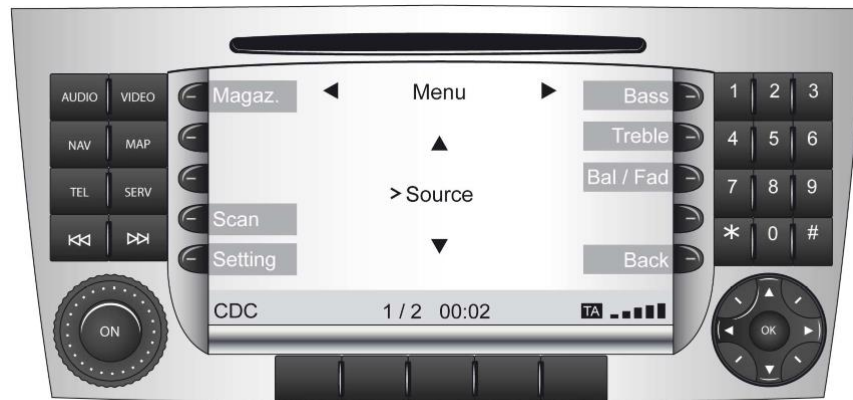 AUDIO VIDEO
NAV MAP
TEL SERV
ON
Magaz. Menu Bass
Treble
Bal / Fad
> Source
Scan
Setting Back
CDC 1 / 2 00:02 TA
1 2 3
4 5 6
7 8 9
* 0 #
OK